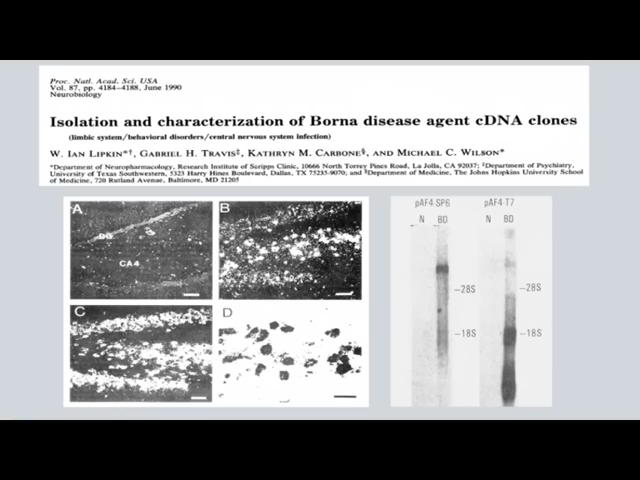 Proc. Natl. Acad. Sci. USA
Vol. 87, pp. 4184-4188, June 1990
Neurobiology
Isolation and characterization of Borna disease agent cDNA clones
(limbic system/behavioral disorders/central nervous system infection)
W. IAN LIPKIN*†, GABRIEL H. TRAVIS‡, KATHRYN M. CARBONE§, AND MICHAEL C. WILSON*
*Department of Neuropharmacology, Research Institute of Scripps Clinic, 10666 North Torrey Pines Road, La Jolla, CA 92037; ‡Department of Psychiatry,
University of Texas Southwestern, 5323 Harry Hines Boulevard, Dallas, TX 75235-9070; and §Department of Medicine, The Johns Hopkins University School
of Medicine, 720 Rutland Avenue, Baltimore, MD 21205
A
DG
CA4
B
C
D
pAF4·SP6 pAF4·T7
N BD N BD
-28S -28S
-18S -18S